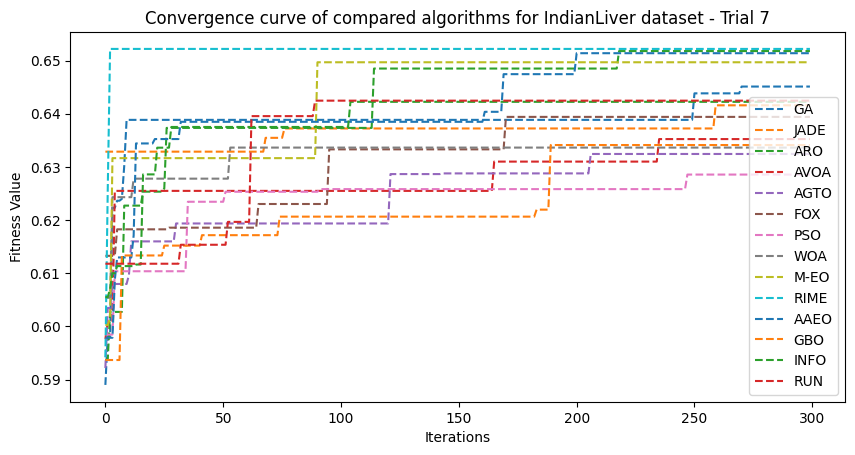 Convergence curve of compared algorithms for IndianLiver dataset - Trial 7
Fitness Value
0.65
0.64
0.63
0.62
0.61
0.60
0.59
0
50
100
150
200
250
300
Iterations
GA
JADE
ARO
AVOA
AGTO
FOX
PSO
WOA
M-EO
RIME
AAEO
GBO
INFO
RUN